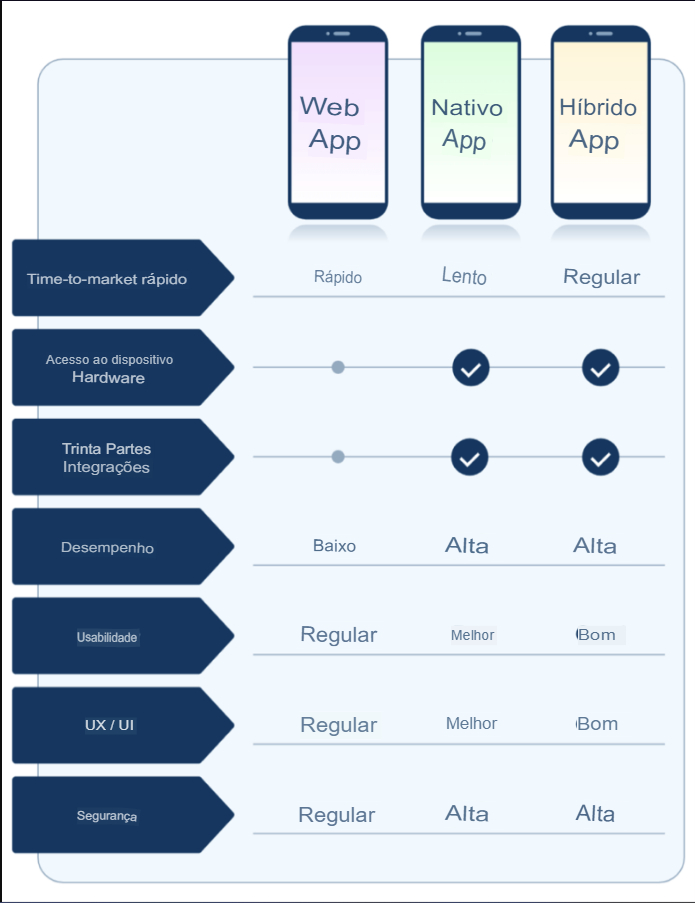 Web
App
Nativo
App
Híbrido
App
Time-to-market rápido
Rápido
Lento
Regular
Acesso ao dispositivo
Hardware
Trinta Partes
Integrações
Desempenho
Baixo
Alta
Alta
Usabilidade
Regular
Melhor
Bom
UX / UI
Regular
Melhor
Bom
Segurança
Regular
Alta
Alta